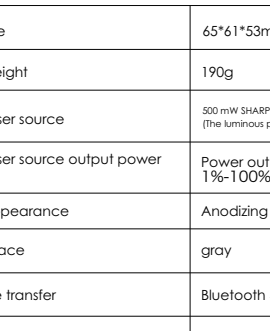 e 65*61*53m
eight 190g
ser source 500 mW SHARP
(The luminous p
ser source output power Power out
1%-100%
pearance Anodizing
ace gray
e transfer Bluetooth